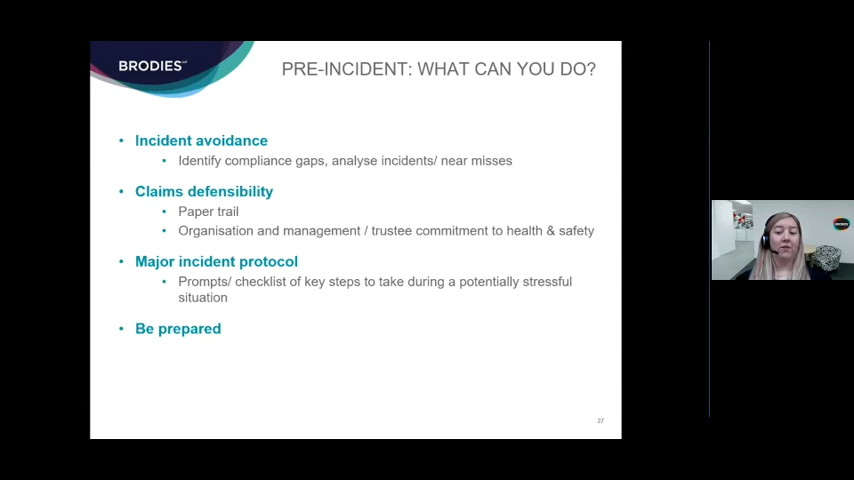 BRODIES LLP
PRE-INCIDENT: WHAT CAN YOU DO?
• Incident avoidance
• Identify compliance gaps, analyse incidents/ near misses
• Claims defensibility
• Paper trail
• Organisation and management / trustee commitment to health & safety
• Major incident protocol
• Prompts/ checklist of key steps to take during a potentially stressful
situation
• Be prepared
27